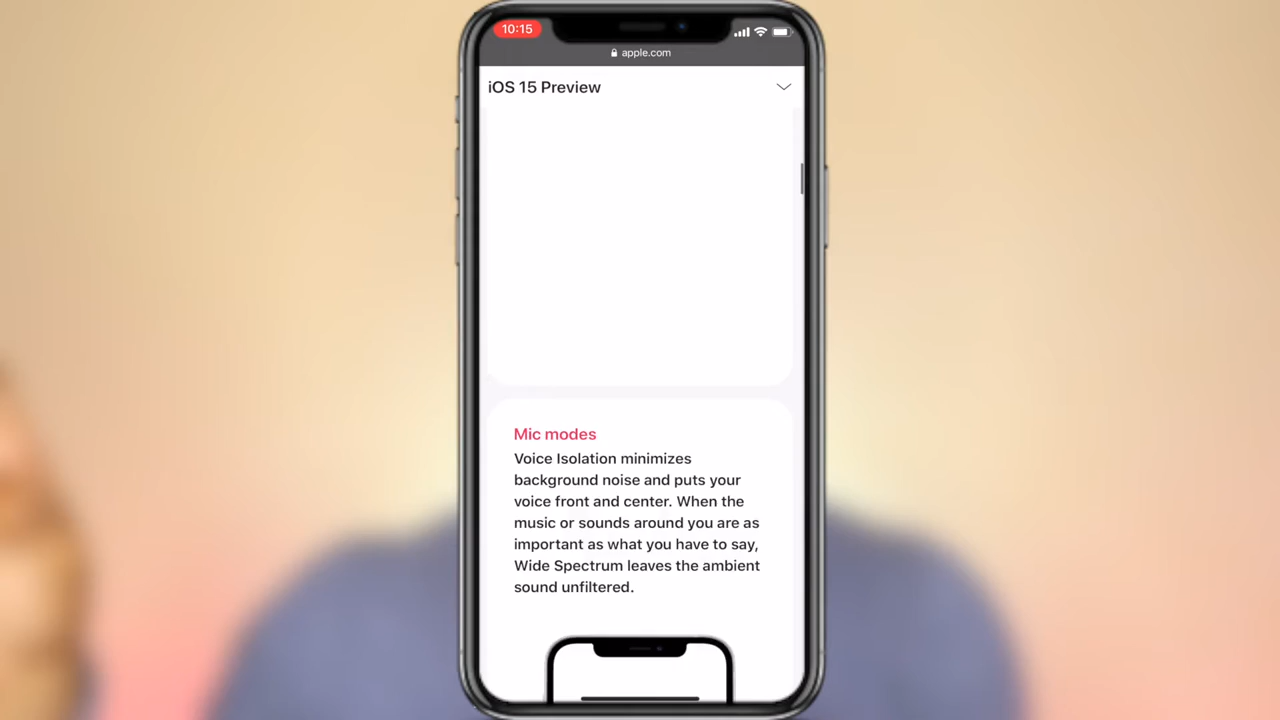 10:15
apple.com
iOS 15 Preview
Mic modes
Voice Isolation minimizes
background noise and puts your
voice front and center. When the
music or sounds around you are as
important as what you have to say,
Wide Spectrum leaves the ambient
sound unfiltered.